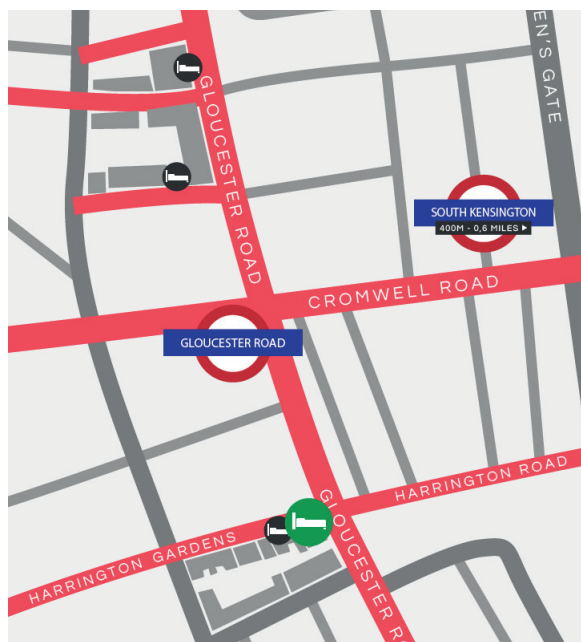 GLOUCESTER ROAD
EN'S GATE
SOUTH KENSINGTON
400M - 0,6 MILES
CROMWELL ROAD
GLOUCESTER ROAD
HARRINGTON ROAD
HARRINGTON GARDENS
GLOUCESTER R